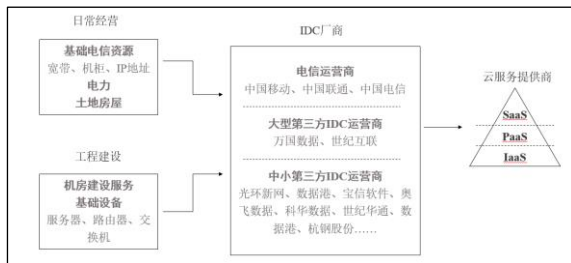 日常经营
基础电信资源
宽带、机柜、IP地址
电力
土地房屋
工程建设
机房建设服务
基础设备
服务器、路由器、交
换机
IDC厂商
电信运营商
中国移动、中国联通、中国电信
大型第三方IDC运营商
万国数据、世纪互联
中小第三方IDC运营商
光环新网、数据港、宝信软件、奥
飞数据、科华数据、世纪华通、数
据港、杭钢股份……
云服务提供商
SaaS
PaaS
IaaS